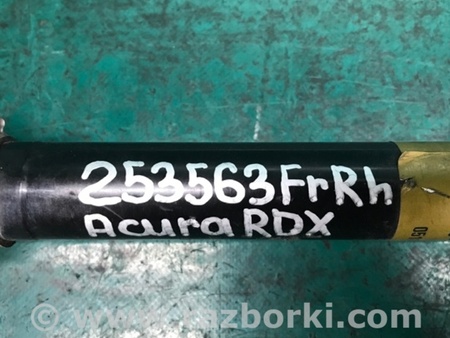 253563FrRh
Acura RDX
© www.Razborki.com